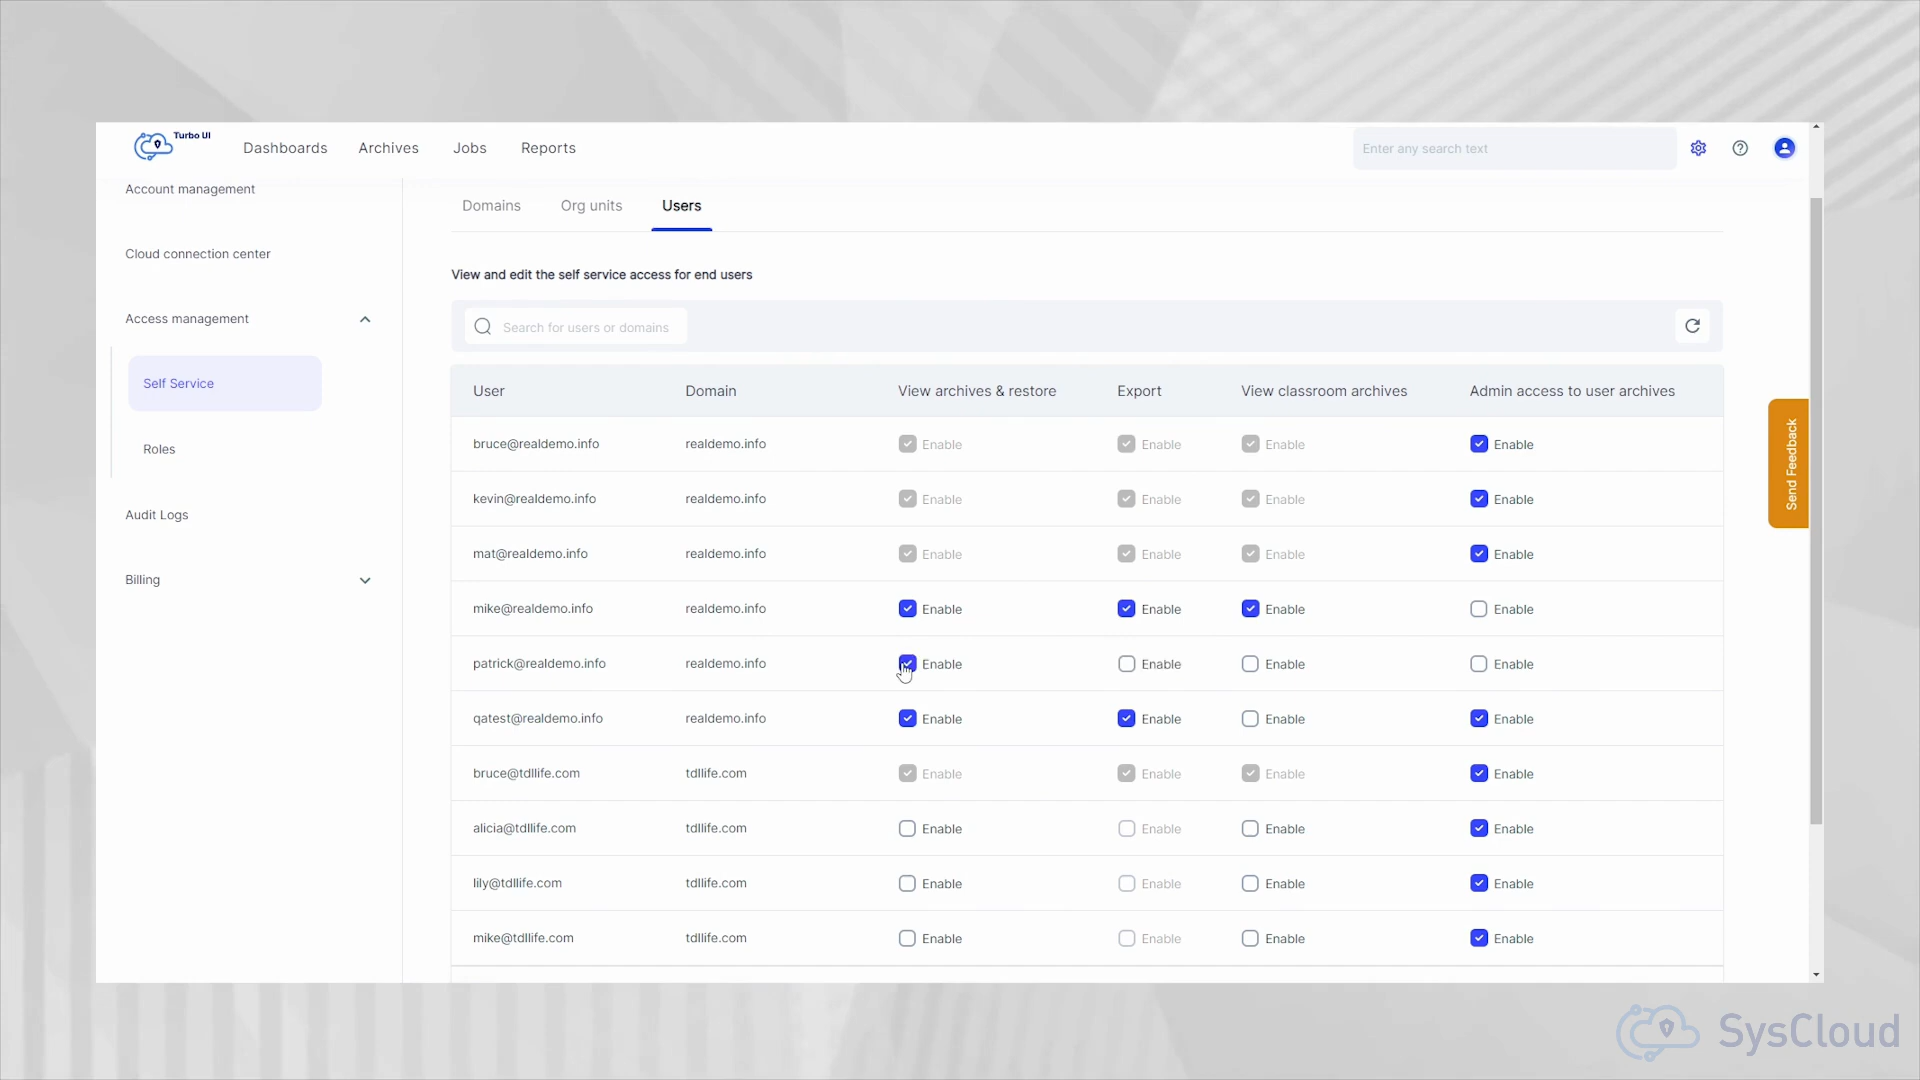 Turbo UI
Dashboards Archives Jobs Reports
Enter any search text
Account management
Cloud connection center
Access management
Self Service
Roles
Audit Logs
Billing
Domains Org units Users
View and edit the self service access for end users
Search for users or domains
User Domain View archives & restore Export View classroom archives Admin access to user archives
bruce@realdemo.info realdemo.info Enable Enable Enable Enable
kevin@realdemo.info realdemo.info Enable Enable Enable Enable
mat@realdemo.info realdemo.info Enable Enable Enable Enable
mike@realdemo.info realdemo.info Enable Enable Enable Enable
patrick@realdemo.info realdemo.info Enable Enable Enable Enable
qatest@realdemo.info realdemo.info Enable Enable Enable Enable
bruce@tdllife.com tdllife.com Enable Enable Enable Enable
alicia@tdllife.com tdllife.com Enable Enable Enable Enable
lily@tdllife.com tdllife.com Enable Enable Enable Enable
mike@tdllife.com tdllife.com Enable Enable Enable Enable
Send Feedback
SysCloud